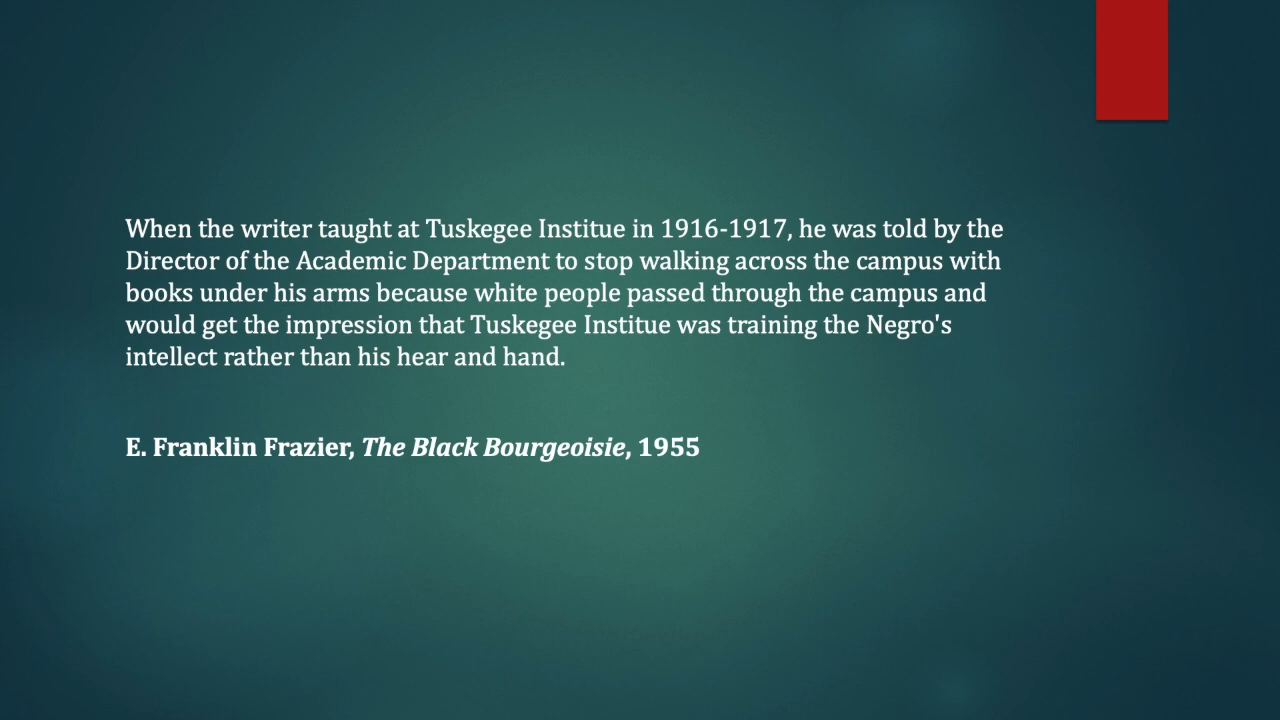 When the writer taught at Tuskegee Institue in 1916-1917, he was told by the
Director of the Academic Department to stop walking across the campus with
books under his arms because white people passed through the campus and
would get the impression that Tuskegee Institue was training the Negro's
intellect rather than his hear and hand.
E. Franklin Frazier, The Black Bourgeoisie, 1955